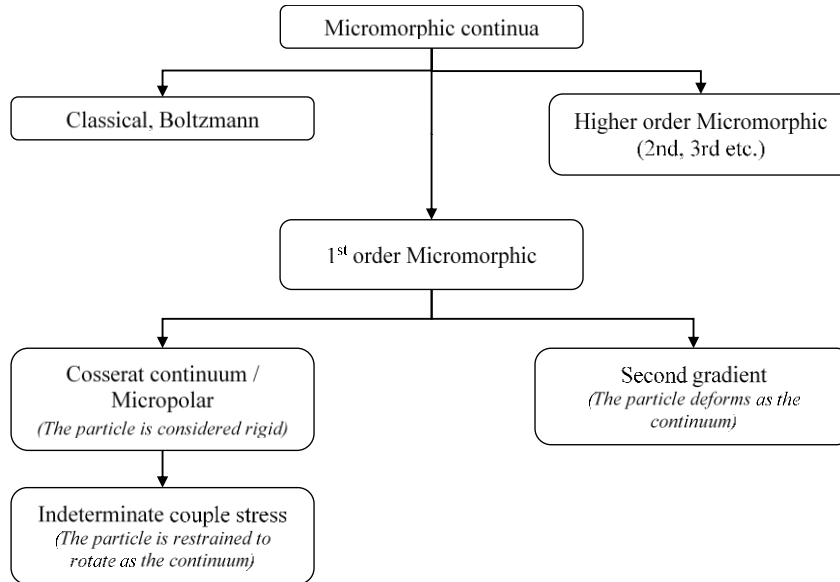 Micromorphic continua
Classical, Boltzmann
Higher order Micromorphic
(2nd, 3rd etc.)
1st order Micromorphic
Cosserat continuum /
Micropolar
(The particle is considered rigid)
Second gradient
(The particle deforms as the
continuum)
Indeterminate couple stress
(The particle is restrained to
rotate as the continuum)